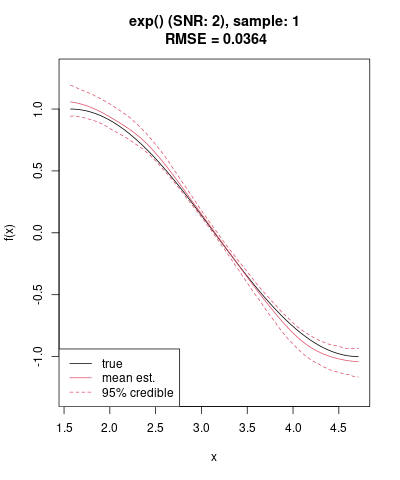 exp() (SNR: 2), sample: 1
RMSE = 0.0364
f(x)
1.0
0.5
0.0
-0.5
-1.0
true
mean est.
95% credible
1.5 2.0 2.5 3.0 3.5 4.0 4.5
x